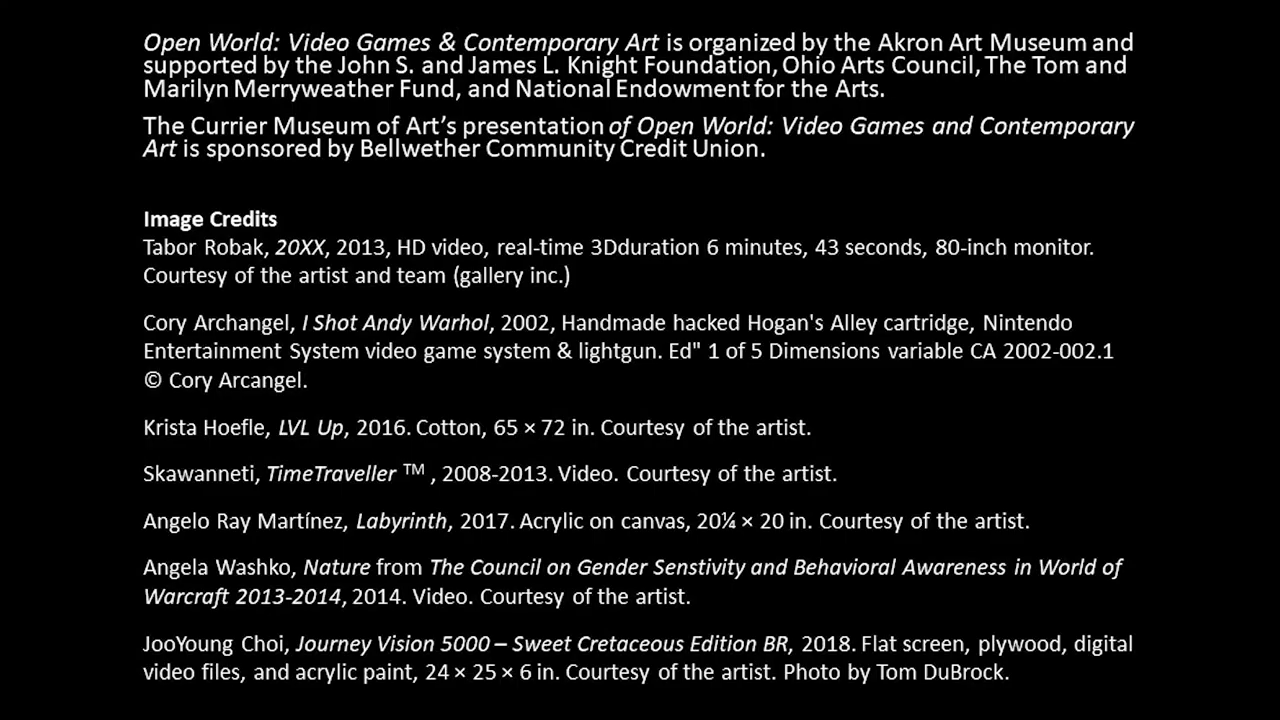 Open World: Video Games & Contemporary Art is organized by the Akron Art Museum and
supported by the John S. and James L. Knight Foundation, Ohio Arts Council, The Tom and
Marilyn Merryweather Fund, and National Endowment for the Arts.
The Currier Museum of Art’s presentation of Open World: Video Games and Contemporary
Art is sponsored by Bellwether Community Credit Union.
Image Credits
Tabor Robak, 20XX, 2013, HD video, real-time 3Dduration 6 minutes, 43 seconds, 80-inch monitor.
Courtesy of the artist and team (gallery inc.)
Cory Archangel, I Shot Andy Warhol, 2002, Handmade hacked Hogan's Alley cartridge, Nintendo
Entertainment System video game system & lightgun. Ed" 1 of 5 Dimensions variable CA 2002-002.1
© Cory Arcangel.
Krista Hoefle, LVL Up, 2016. Cotton, 65 × 72 in. Courtesy of the artist.
Skawanneti, TimeTraveller ™ , 2008-2013. Video. Courtesy of the artist.
Angelo Ray Martínez, Labyrinth, 2017. Acrylic on canvas, 20¼ × 20 in. Courtesy of the artist.
Angela Washko, Nature from The Council on Gender Senstivity and Behavioral Awareness in World of
Warcraft 2013-2014, 2014. Video. Courtesy of the artist.
JooYoung Choi, Journey Vision 5000 – Sweet Cretaceous Edition BR, 2018. Flat screen, plywood, digital
video files, and acrylic paint, 24 × 25 × 6 in. Courtesy of the artist. Photo by Tom DuBrock.